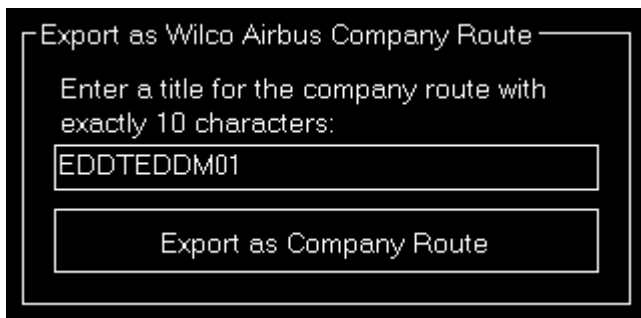 Export as Wilco Airbus Company Route
Enter a title for the company route with
exactly 10 characters:
EDDTEDDM01
Export as Company Route